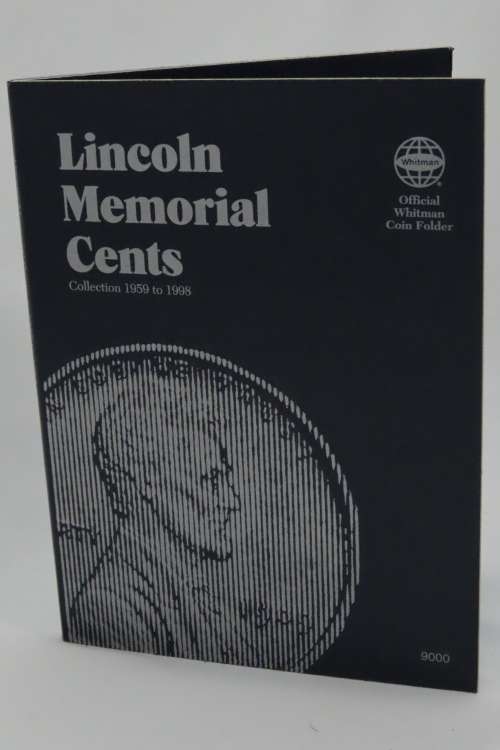 Lincoln
Memorial
Cents
Collection 1959 to 1998
Whitman
®
Official
Whitman
Coin Folder
9000